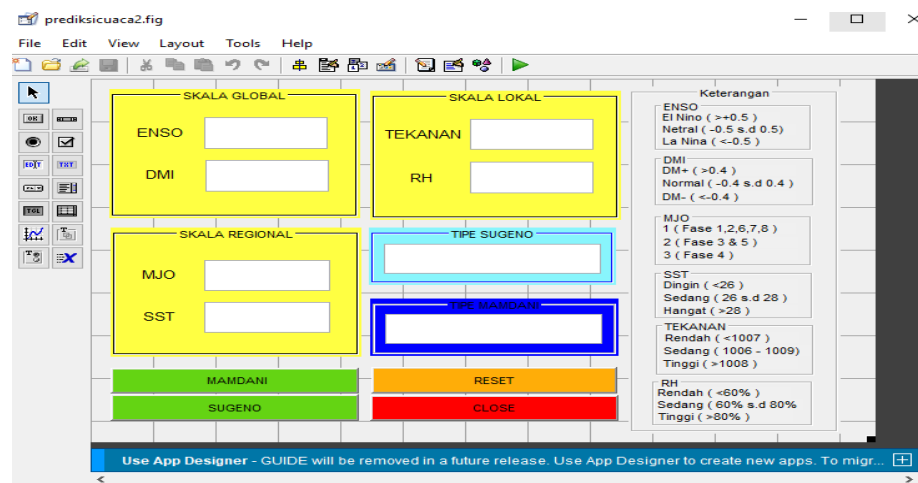 prediksicuaca2.fig
File Edit View Layout Tools Help
SKALA GLOBAL
ENSO
DMI
SKALA LOKAL
TEKANAN
RH
SKALA REGIONAL
MJO
SST
TIPE SUGENO
TIPE MAMDANI
MAMDANI
SUGENO
RESET
CLOSE
Keterangan
ENSO
El Nino ( >+0.5 )
Netral ( -0.5 s.d 0.5)
La Nina ( <-0.5 )
DMI
DM+ ( >0.4 )
Normal ( -0.4 s.d 0.4 )
DM- ( <-0.4 )
MJO
1 ( Fase 1,2,6,7,8 )
2 ( Fase 3 & 5 )
3 ( Fase 4 )
SST
Dingin ( <26 )
Sedang ( 26 s.d 28 )
Hangat ( >28 )
TEKANAN
Rendah ( <1007 )
Sedang ( 1006 - 1009)
Tinggi ( >1008 )
RH
Rendah ( <60% )
Sedang ( 60% s.d 80%
Tinggi ( >80% )
OK
EDIT TXT
TGL
Use App Designer - GUIDE will be removed in a future release. Use App Designer to create new apps. To migr...